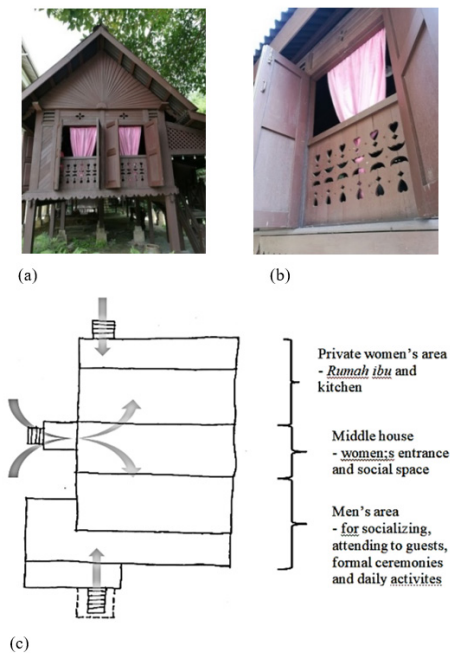 (a)
(b)
Private women's area
- Rumah ibu and
kitchen
Middle house
- women;s entrance
and social space
Men's area
- for socializing,
attending to guests,
formal ceremonies
and daily activites
(c)